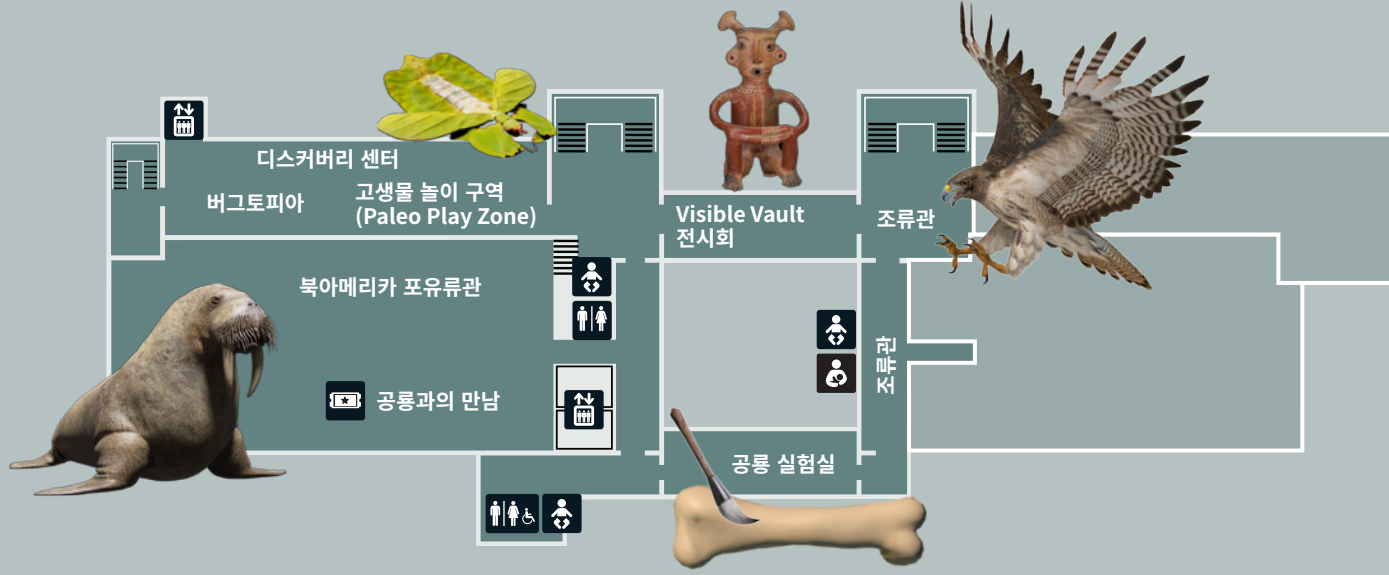 디스커버리 센터
버그토피아
고생물 놀이 구역
(Paleo Play Zone)
Visible Vault
전시회
조류관
북아메리카 포유류관
조류관
공룡과의 만남
공룡 실험실